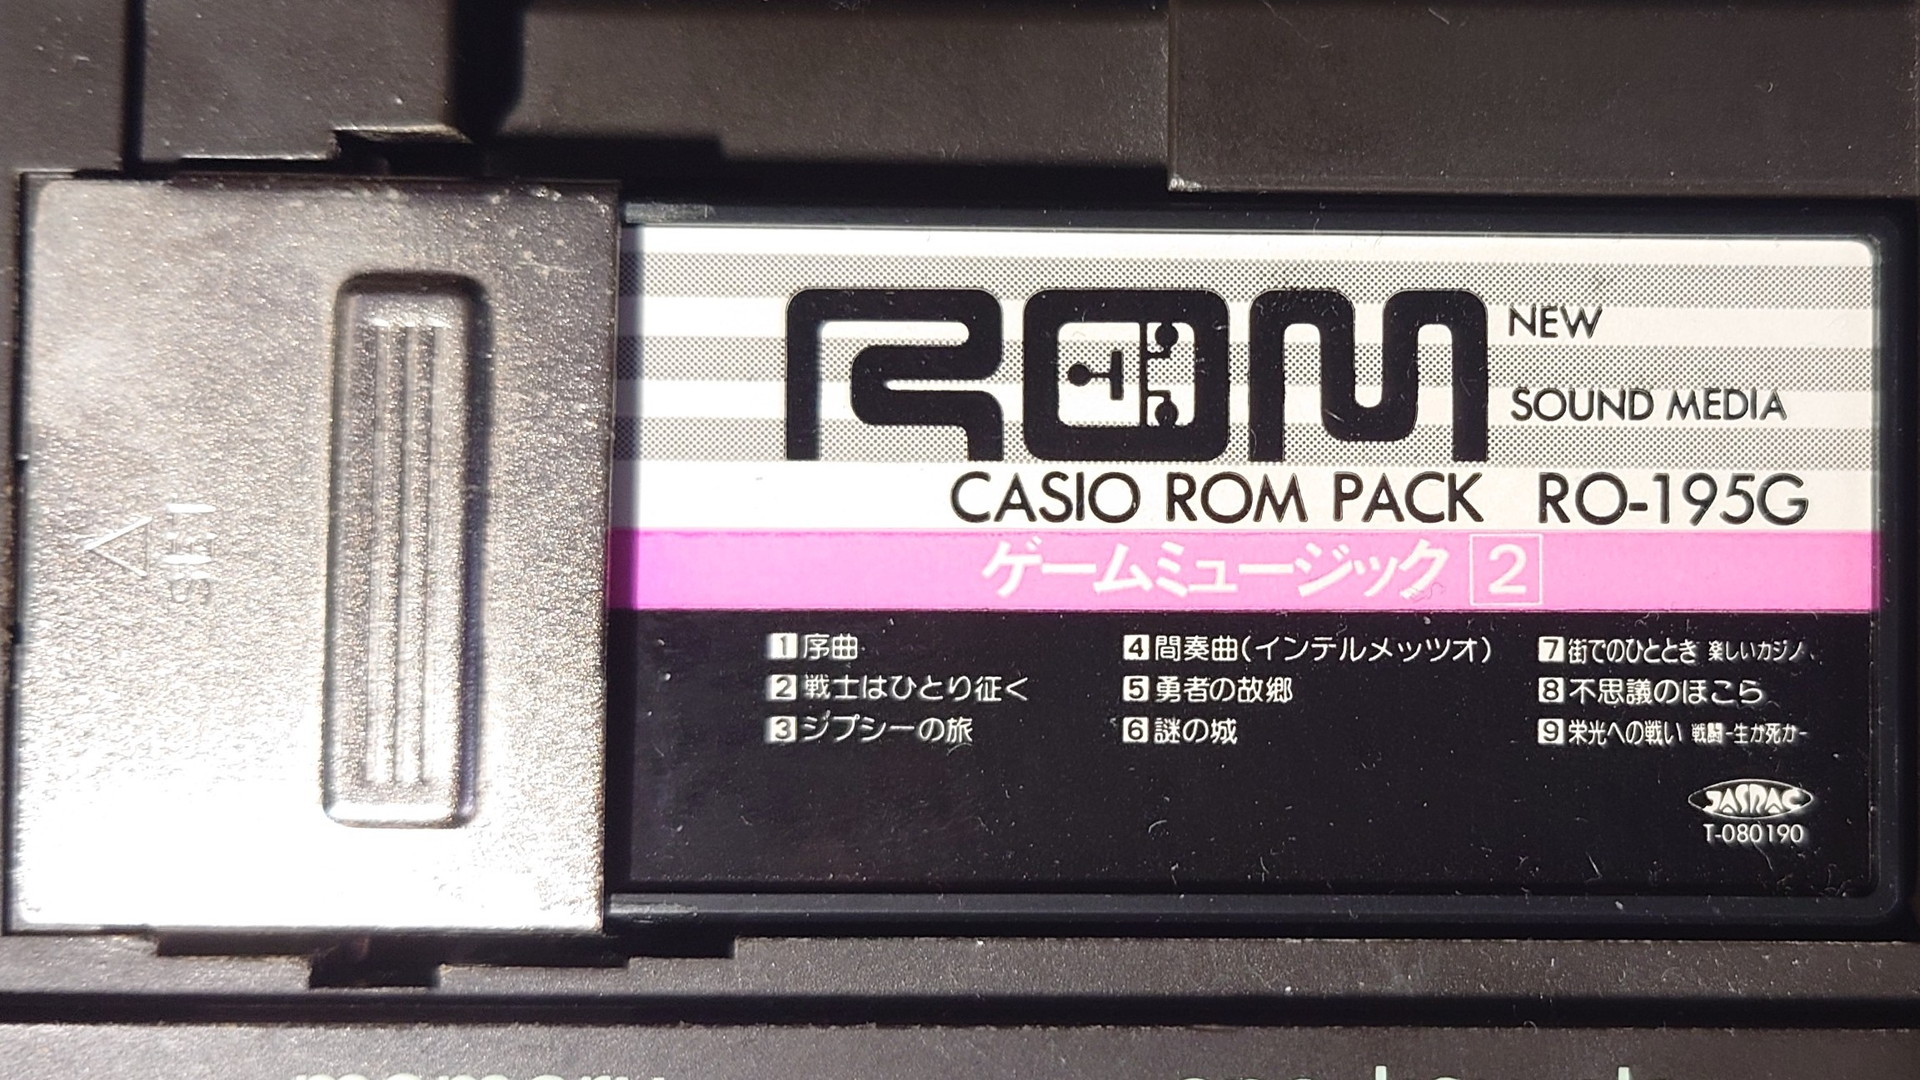 ROM
NEW
SOUND MEDIA
CASIO ROM PACK RO-195G
ゲームミュージック 2
1 序曲
2 戦士はひとり征く
3 ジプシーの旅
4 間奏曲(インテルメッツオ)
5 勇者の故郷
6 謎の城
7 街でのひととき 楽しいカジノ
8 不思議のほこら
9 栄光への戦い 戦闘-生か死か-
JASRAC
T-080190